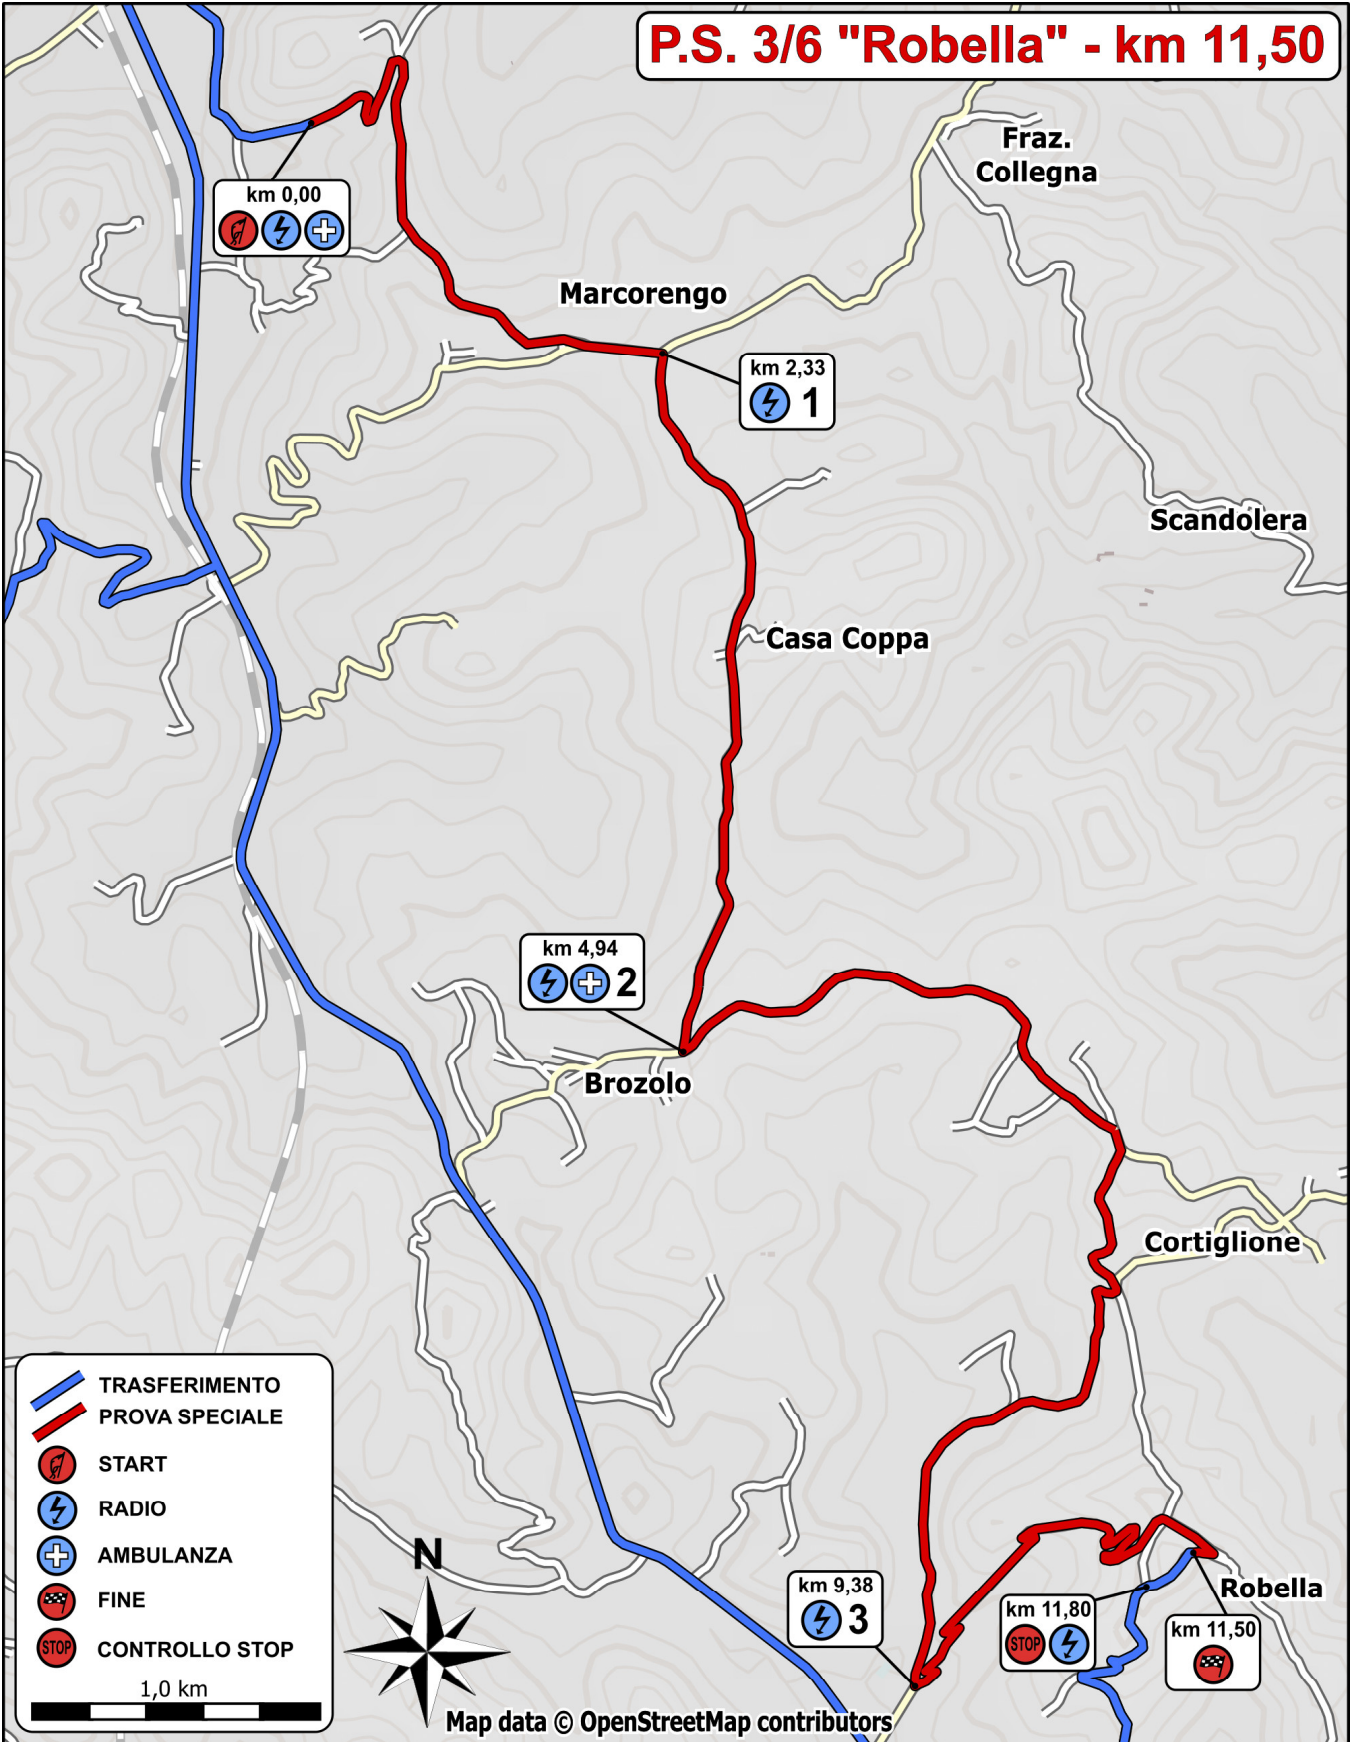 P.S. 3/6 "Robella" - km 11,50
Fraz.
Collegna
km 0,00
Marcorengo
km 2,33
1
Scandolera
Casa Coppa
km 4,94
2
Brozolo
Cortiglione
km 9,38
3
km 11,80
STOP
Robella
km 11,50
TRASFERIMENTO
PROVA SPECIALE
START
RADIO
AMBULANZA
FINE
STOP CONTROLLO STOP
1,0 km
N
Map data © OpenStreetMap contributors